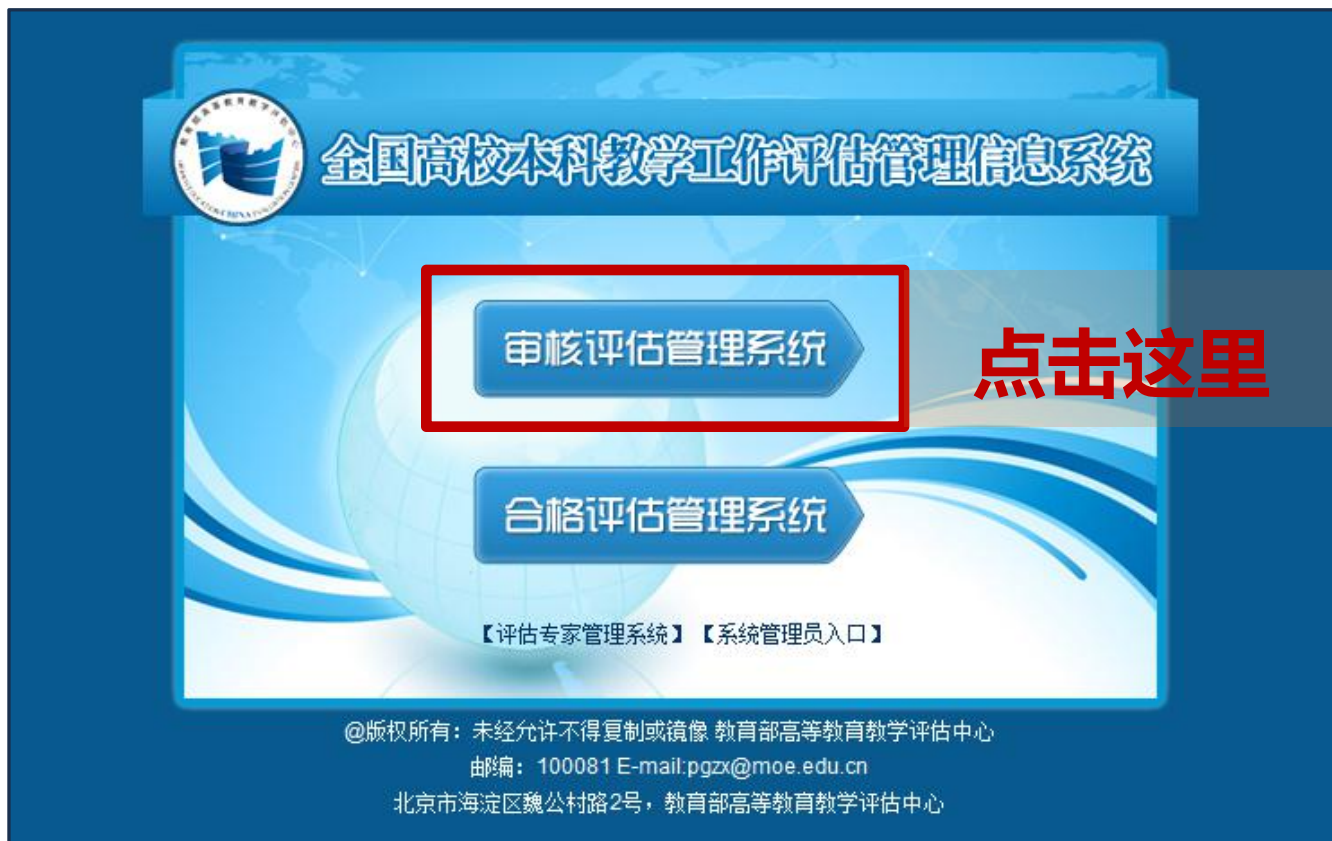 全国高校本科教学工作评估管理信息系统
审核评估管理系统
点击这里
合格评估管理系统
【评估专家管理系统】【系统管理员入口】
@版权所有：未经允许不得复制或镜像 教育部高等教育教学评估中心
邮编：100081 E-mail:pgzx@moe.edu.cn
北京市海淀区魏公村路2号，教育部高等教育教学评估中心